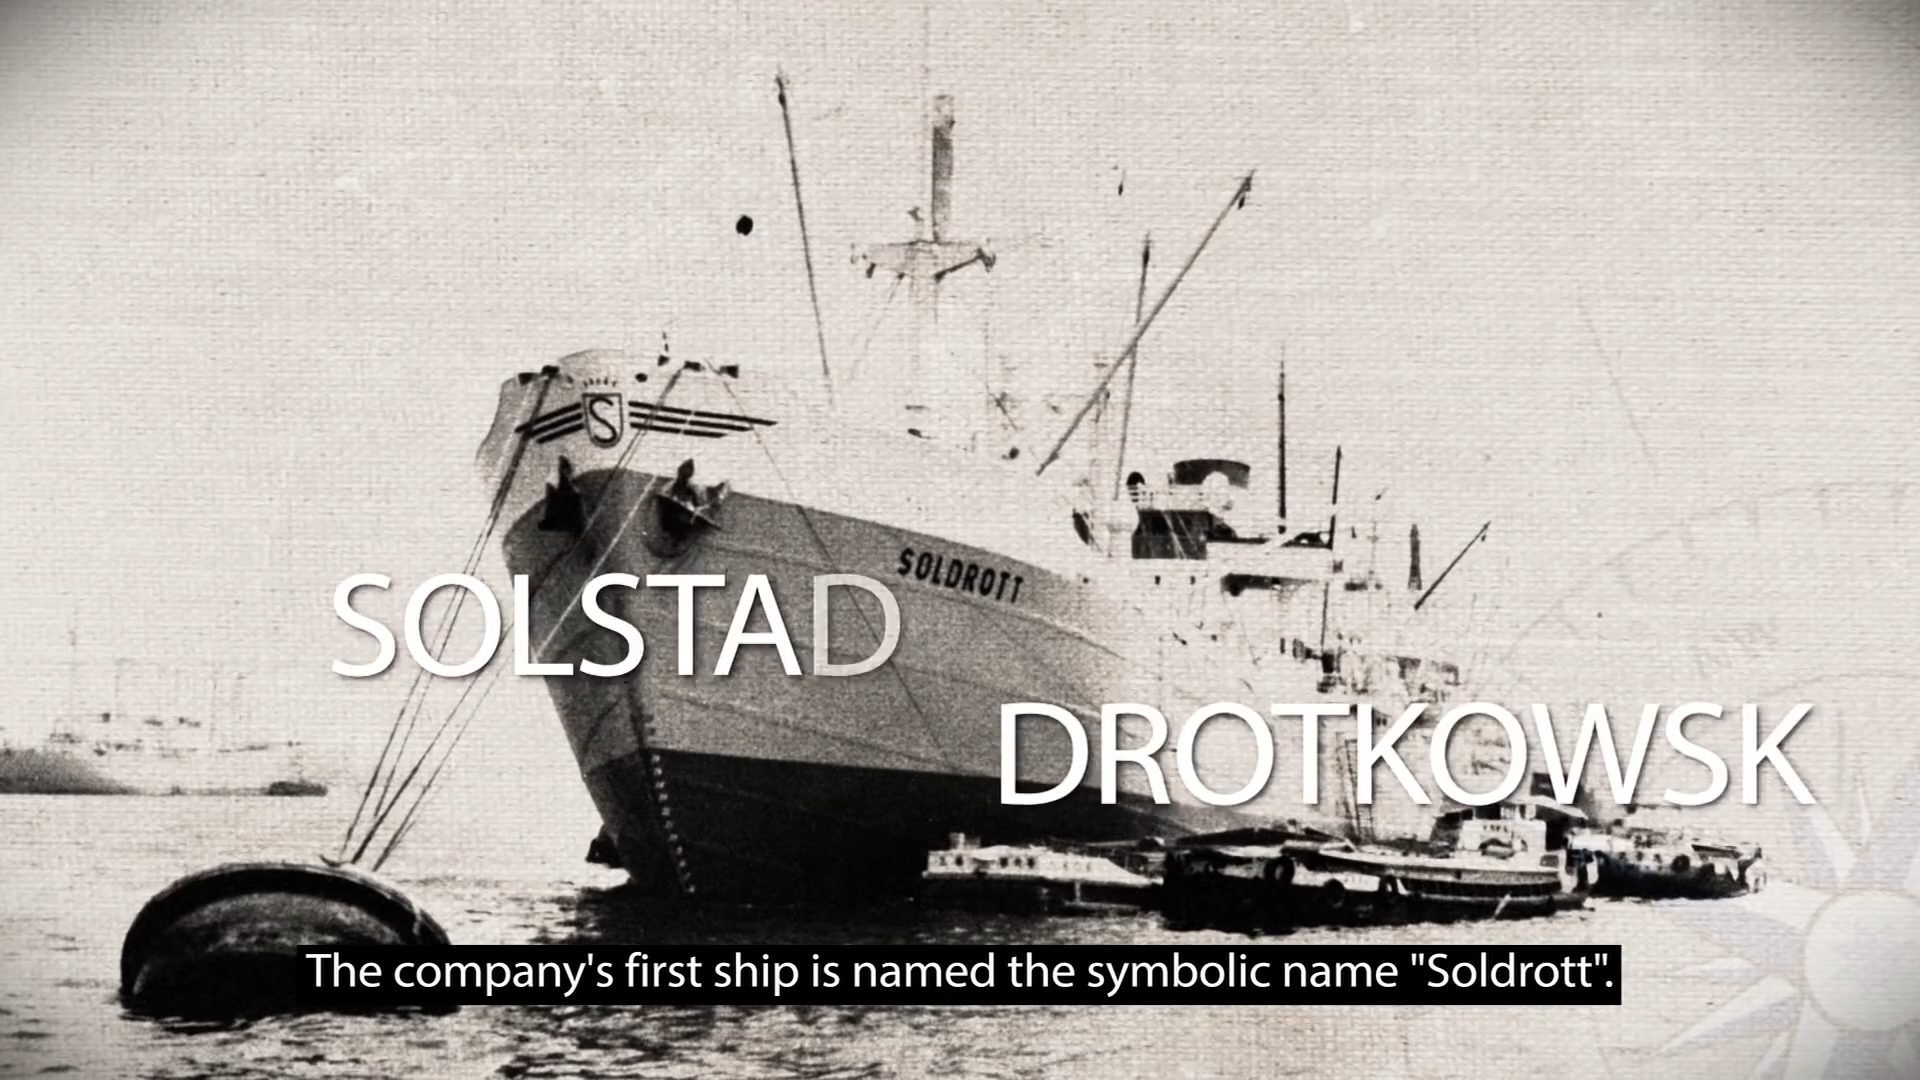 S
SOLDROTT
SOLSTAD
DROTKOWSK
The company's first ship is named the symbolic name "Soldrott".